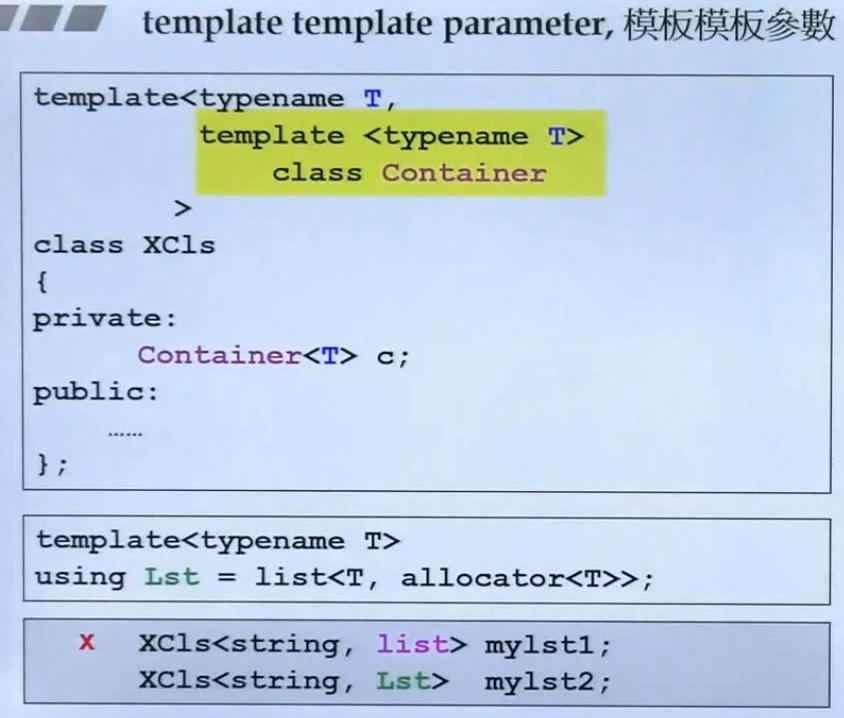 template template parameter, 模板模板參數
template<typename T,
template <typename T>
class Container
>
class XCls
{
private:
Container<T> c;
public:
......
};
template<typename T>
using Lst = list<T, allocator<T>>;
X XCls<string, list> mylst1;
XCls<string, Lst> mylst2;